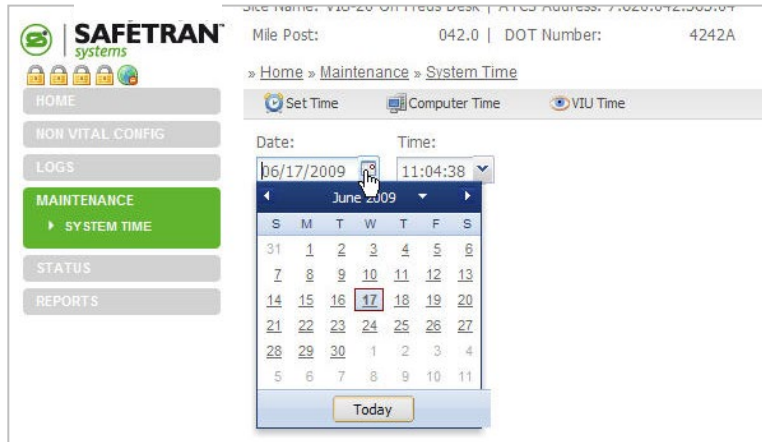 SAFETRAN
systems
Mile Post: 042.0 | DOT Number: 4242A
» Home » Maintenance » System Time
Set Time Computer Time VIU Time
HOME
NON VITAL CONFIG
LOGS
MAINTENANCE
SYSTEM TIME
STATUS
REPORTS
Date: Time:
06/17/2009 11:04:38
June 2009
S M T W T F S
31 1 2 3 4 5 6
7 8 9 10 11 12 13
14 15 16 17 18 19 20
21 22 23 24 25 26 27
28 29 30 1 2 3 4
5 6 7 8 9 10 11
Today